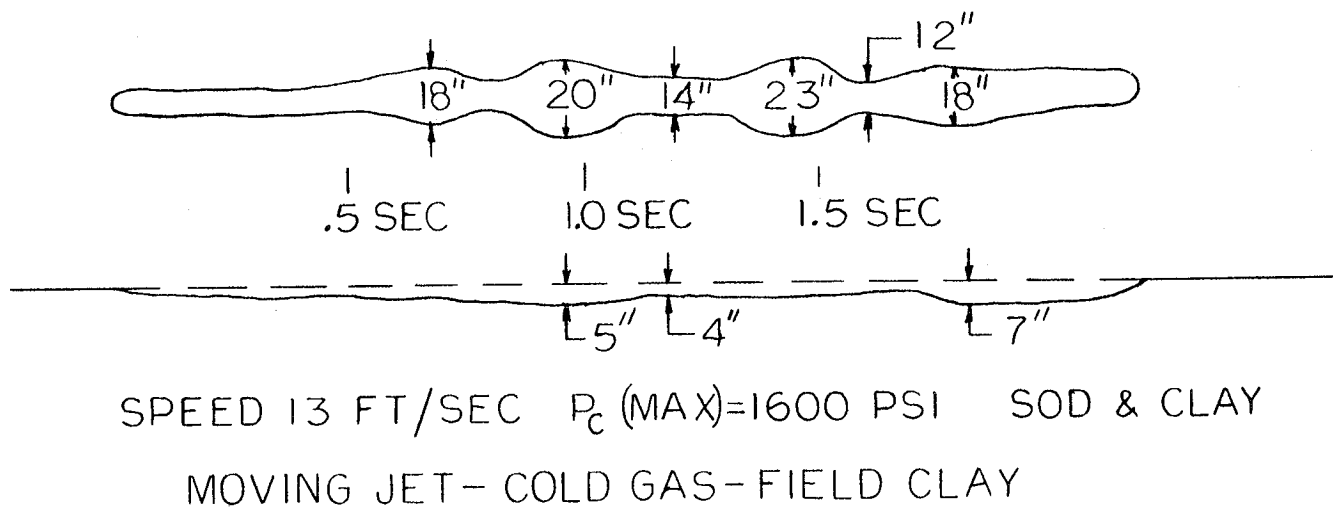 12"
18" 20" 14" 23" 18"
.5 SEC 1.0 SEC 1.5 SEC
5" 4" 7"
SPEED 13 FT/SEC Pc (MAX)=1600 PSI SOD & CLAY
MOVING JET-COLD GAS-FIELD CLAY